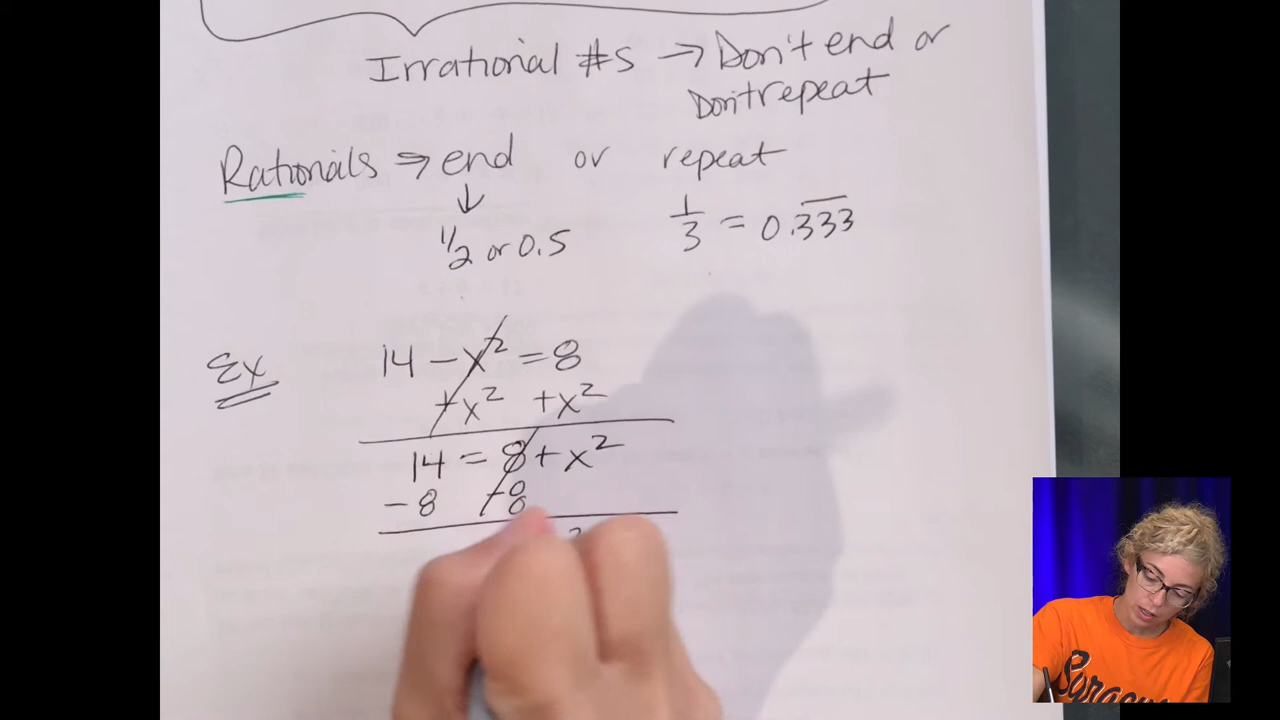 Irrational #s → Don't end or
Don't repeat
Rationals ⇒ end or repeat
↓
1/2 or 0.5
1/3 = 0.333
Ex
14 - x² = 8
+x² +x²
14 = 8 + x²
-8 -8